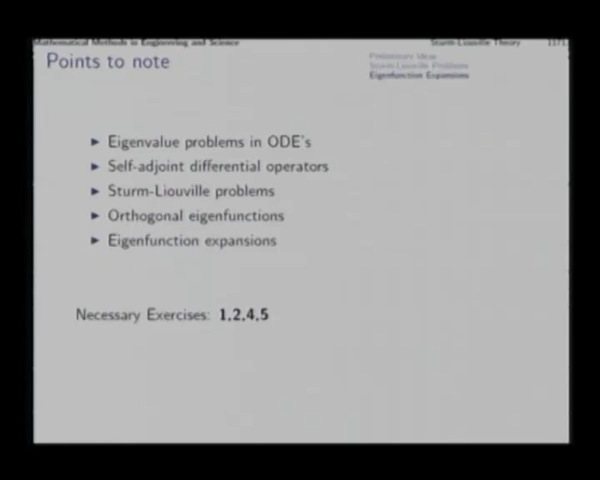 Mathematical Methods in Engineering and Science
Sturm-Liouville Theory
Points to note
Preliminary Ideas
Sturm-Liouville Problems
Eigenfunction Expansions
► Eigenvalue problems in ODE's
► Self-adjoint differential operators
► Sturm-Liouville problems
► Orthogonal eigenfunctions
► Eigenfunction expansions
Necessary Exercises: 1,2,4,5